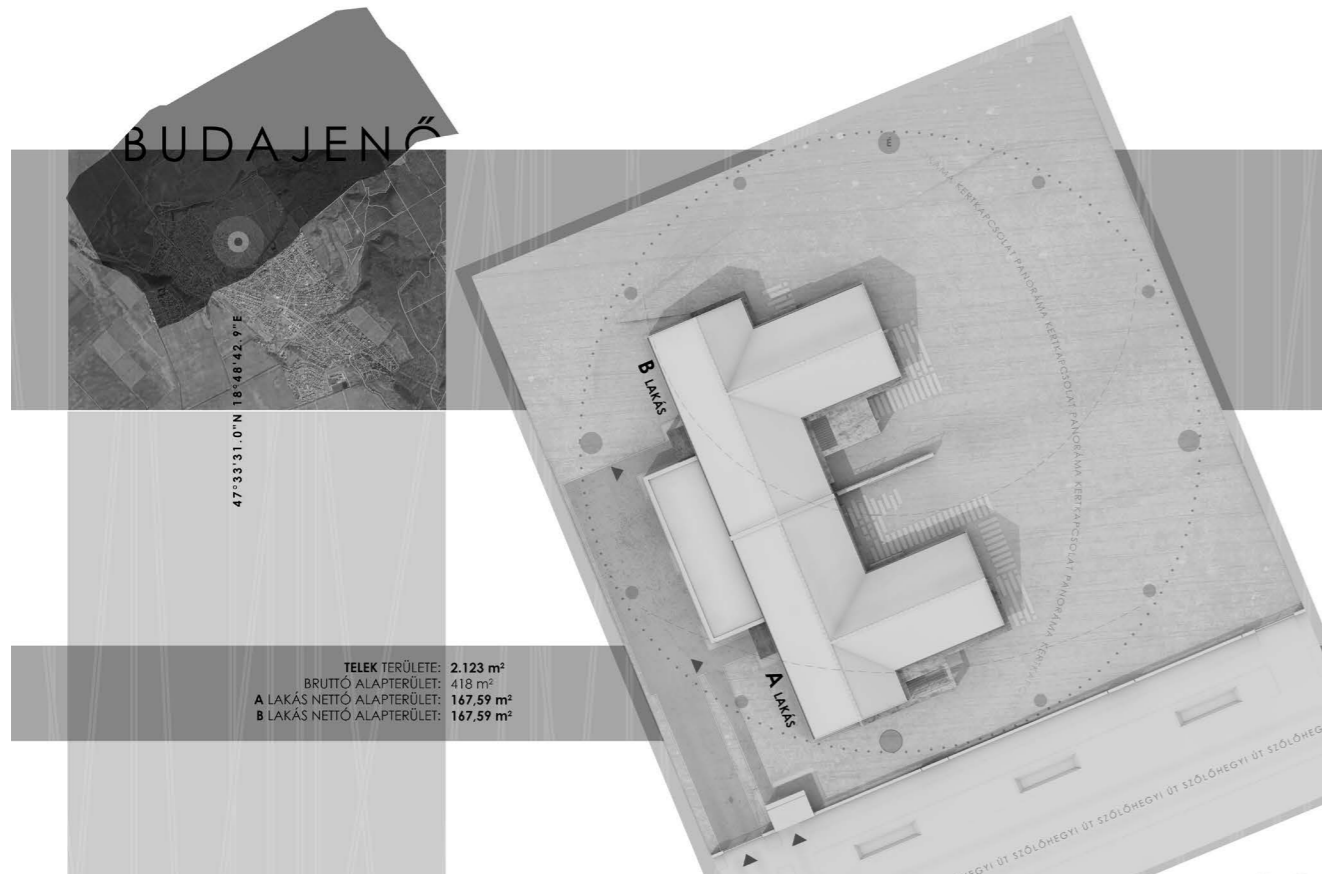 BUDAJENŐ
47°33'31.0"N 18°48'42.9"E
TELEK TERÜLETE: 2.123 m²
BRUTTÓ ALAPTERÜLET: 418 m²
A LAKÁS NETTÓ ALAPTERÜLET: 167,59 m²
B LAKÁS NETTÓ ALAPTERÜLET: 167,59 m²
B LAKÁS
A LAKÁS
KERTKAPCSOLAT PANORÁMA KERTKAPCSOLAT PANORÁMA KERTKAPCSOLAT PANORÁMA
É
ÚT SZŐLŐHEGYI ÚT SZŐLŐHEGYI ÚT SZŐLŐHEGYI ÚT